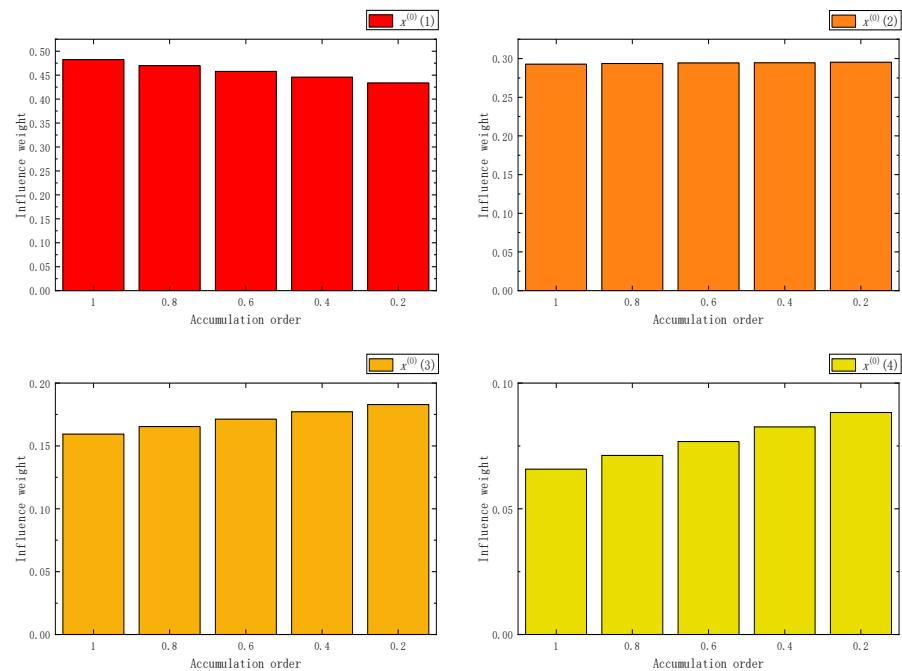 x(0)(1)
Influence weight
0.50
0.45
0.40
0.35
0.30
0.25
0.20
0.15
0.10
0.05
0.00
1 0.8 0.6 0.4 0.2
Accumulation order
x(0)(2)
Influence weight
0.30
0.25
0.20
0.15
0.10
0.05
0.00
1 0.8 0.6 0.4 0.2
Accumulation order
x(0)(3)
Influence weight
0.20
0.15
0.10
0.05
0.00
1 0.8 0.6 0.4 0.2
Accumulation order
x(0)(4)
Influence weight
0.10
0.05
0.00
1 0.8 0.6 0.4 0.2
Accumulation order